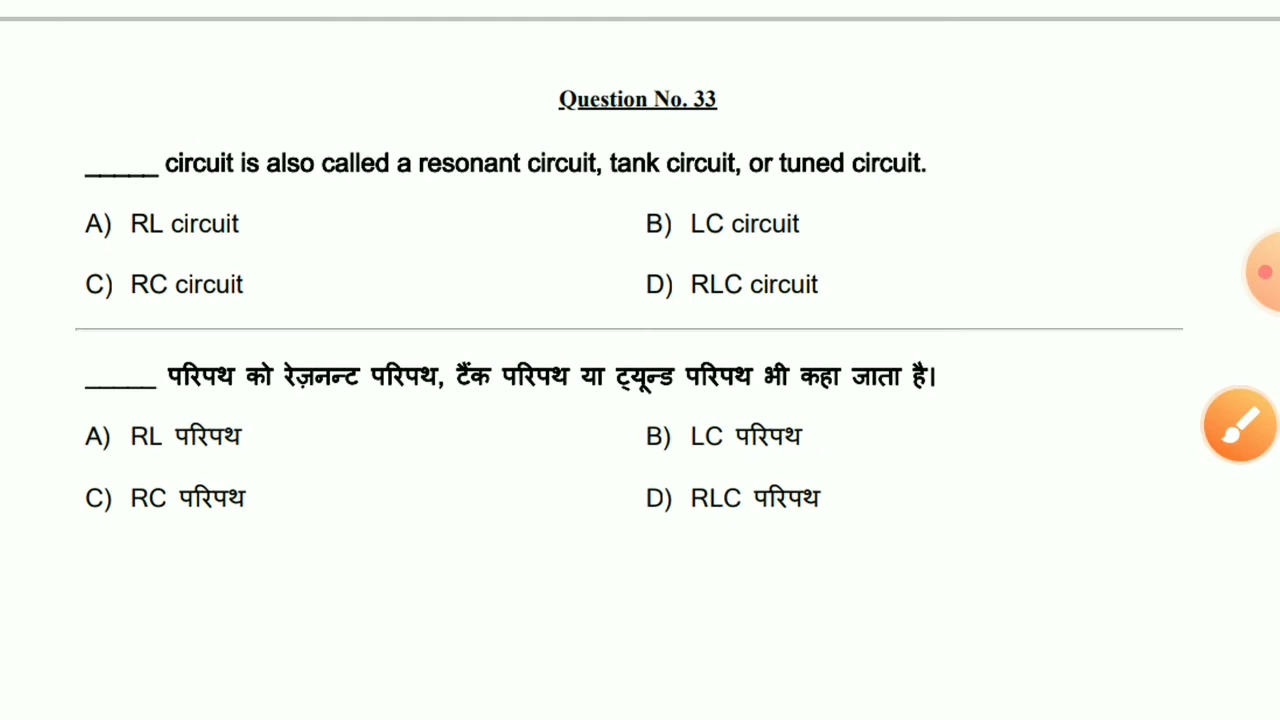 Question No. 33
_____ circuit is also called a resonant circuit, tank circuit, or tuned circuit.
A) RL circuit B) LC circuit
C) RC circuit D) RLC circuit
_____ परिपथ को रेज़नन्ट परिपथ, टैंक परिपथ या ट्यून्ड परिपथ भी कहा जाता है।
A) RL परिपथ B) LC परिपथ
C) RC परिपथ D) RLC परिपथ